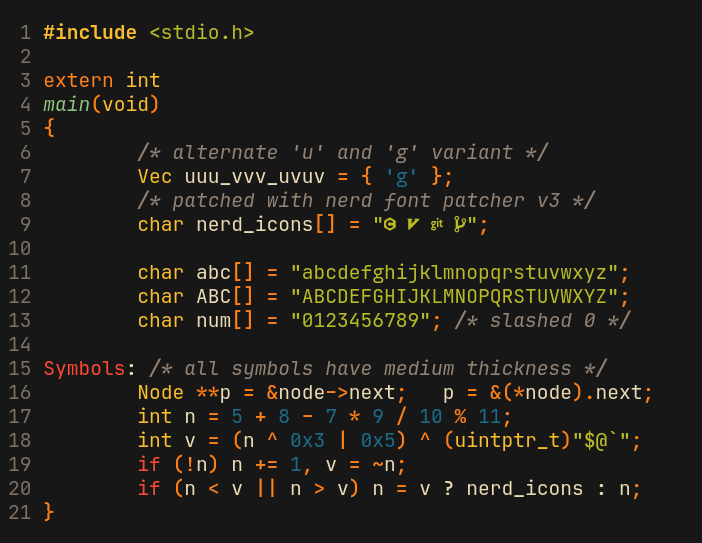 1 #include <stdio.h>
2
3 extern int
4 main(void)
5 {
6         /* alternate 'u' and 'g' variant */
7         Vec uuu_vvv_uvuv = { 'g' };
8         /* patched with nerd font patcher v3 */
9         char nerd_icons[] = "   git  ";
10
11         char abc[] = "abcdefghijklmnopqrstuvwxyz";
12         char ABC[] = "ABCDEFGHIJKLMNOPQRSTUVWXYZ";
13         char num[] = "0123456789"; /* slashed 0 */
14
15 Symbols: /* all symbols have medium thickness */
16         Node **p = &node->next;   p = &(*node).next;
17         int n = 5 + 8 - 7 * 9 / 10 % 11;
18         int v = (n ^ 0x3 | 0x5) ^ (uintptr_t)"$@`";
19         if (!n) n += 1, v = ~n;
20         if (n < v || n > v) n = v ? nerd_icons : n;
21 }